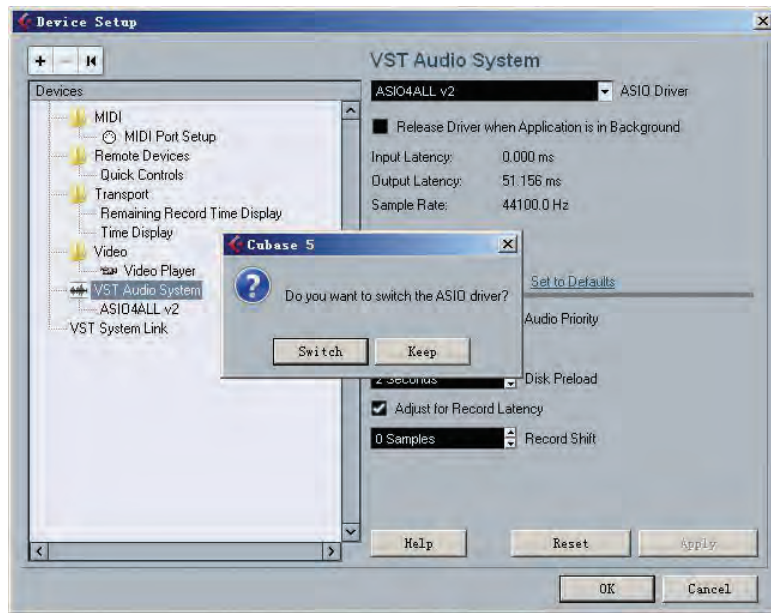 Device Setup
Devices
MIDI
MIDI Port Setup
Remote Devices
Quick Controls
Transport
Remaining Record Time Display
Time Display
Video
Video Player
VST Audio System
ASIO4ALL v2
VST System Link
VST Audio System
ASIO4ALL v2
ASIO Driver
Release Driver when Application is in Background
Input Latency: 0.000 ms
Output Latency: 51 156 ms
Sample Rate: 44100.0 Hz
Set to Defaults
Audio Priority
2 Seconds Disk Preload
Adjust for Record Latency
0 Samples Record Shift
Help Reset Apply
OK Cancel
Cubase 5
Do you want to switch the ASIO driver?
Switch Keep